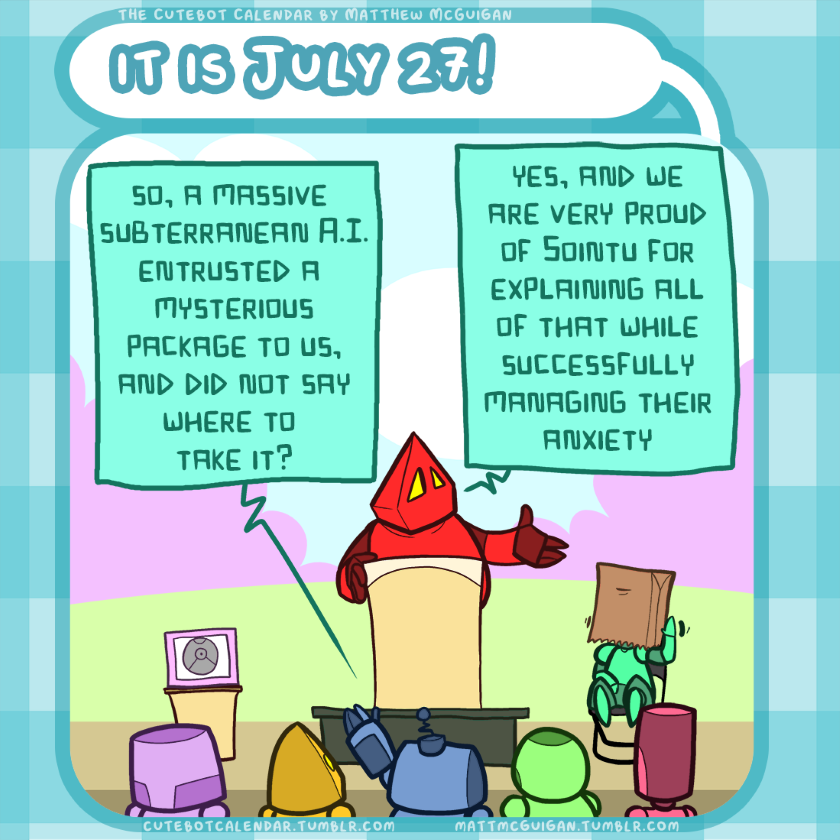 THE CUTEBOT CALENDAR BY MATTHEW MCGUIGAN
IT IS JULY 27!
SO, A MASSIVE
SUBTERRANEAN A.I.
ENTRUSTED A
MYSTERIOUS
PACKAGE TO US,
AND DID NOT SAY
WHERE TO
TAKE IT?
YES, AND WE
ARE VERY PROUD
OF SOINTU FOR
EXPLAINING ALL
OF THAT WHILE
SUCCESSFULLY
MANAGING THEIR
ANXIETY
CUTEBOTCALENDAR.TUMBLR.COM
MATTMCGUIGAN.TUMBLR.COM